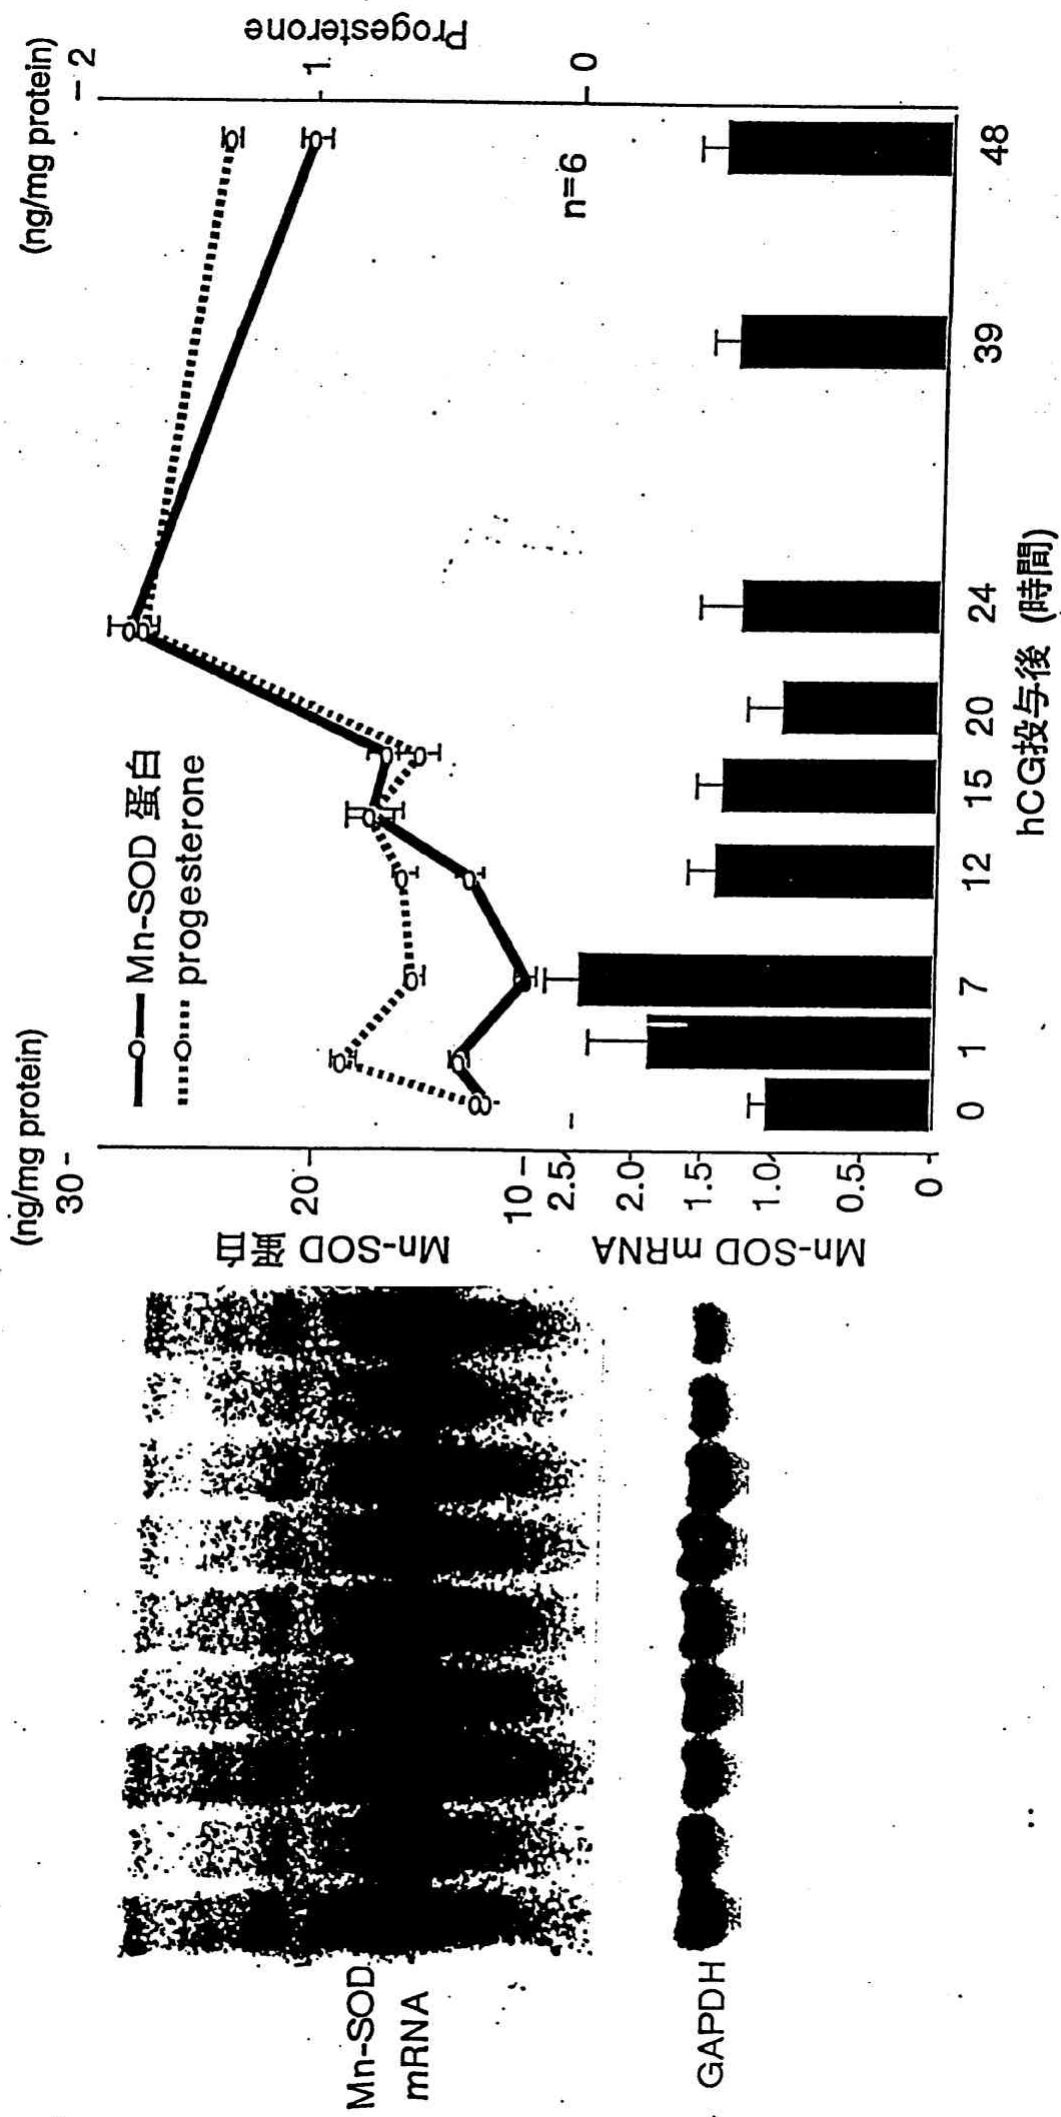 Mn-SOD
mRNA
GAPDH
(ng/mg protein)
30
20
10
Mn-SOD 蛋白
2.5
2.0
1.5
1.0
0.5
0
Mn-SOD mRNA
Mn-SOD 蛋白
progesterone
(ng/mg protein)
2
1
0
Progesterone
n=6
0 1 7 12 15 20 24 39 48
hCG投与後 (時間)